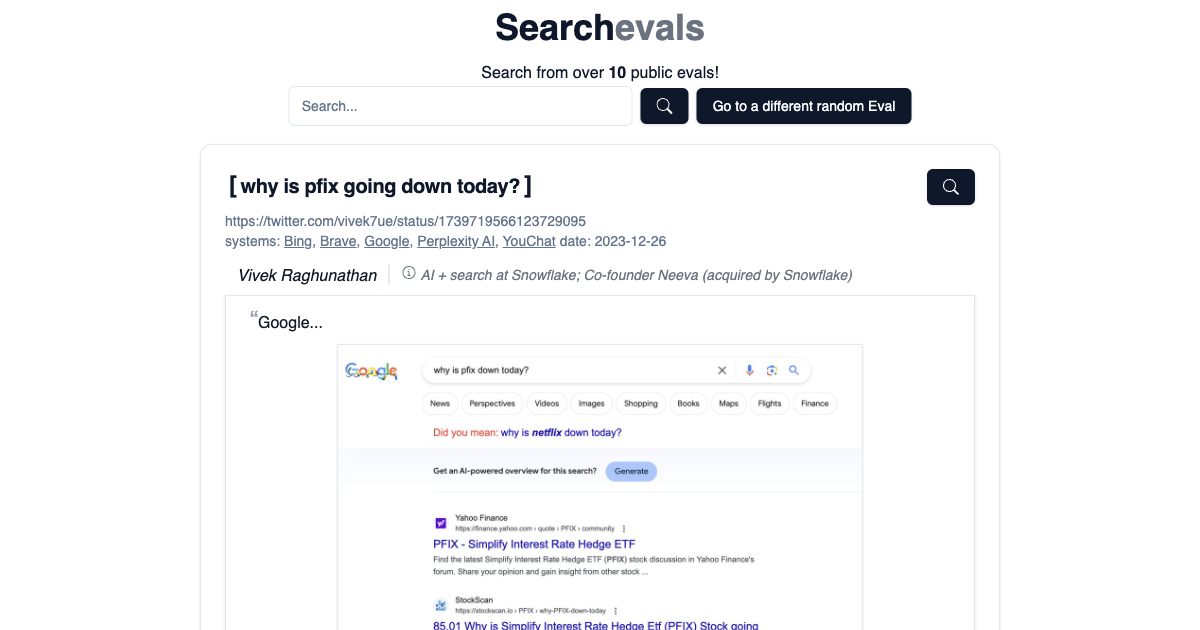 Searchevals
Search from over 10 public evals!
Search...
Go to a different random Eval
[ why is pfix going down today? ]
https://twitter.com/vivek7ue/status/1739719566123729095
systems: Bing, Brave, Google, Perplexity AI, YouChat date: 2023-12-26
Vivek Raghunathan
AI + search at Snowflake; Co-founder Neeva (acquired by Snowflake)
“Google...
Google
why is pfix down today?
News Perspectives Videos Images Shopping Books Maps Flights Finance
Did you mean: why is netflix down today?
Get an AI-powered overview for this search? Generate
Yahoo Finance
https://finance.yahoo.com › quote › PFIX › community
PFIX - Simplify Interest Rate Hedge ETF
Find the latest Simplify Interest Rate Hedge ETF (PFIX) stock discussion in Yahoo Finance's
forum. Share your opinion and gain insight from other stock ...
StockScan
https://stockscan.io › PFIX › why-PFIX-down-today
85.01 Why is Simplify Interest Rate Hedge Etf (PFIX) Stock going